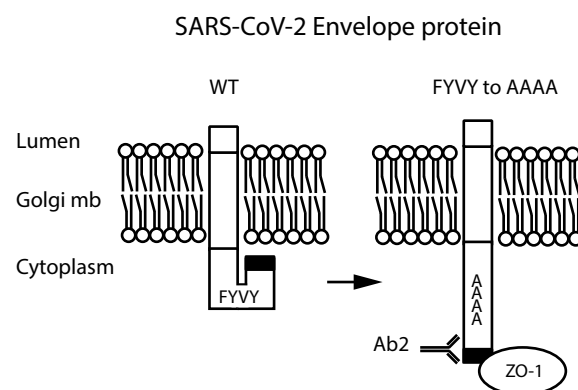 SARS-CoV-2 Envelope protein
WT
FYVY to AAAA
Lumen
Golgi mb
Cytoplasm
FYVY
A
A
A
A
Ab2
ZO-1